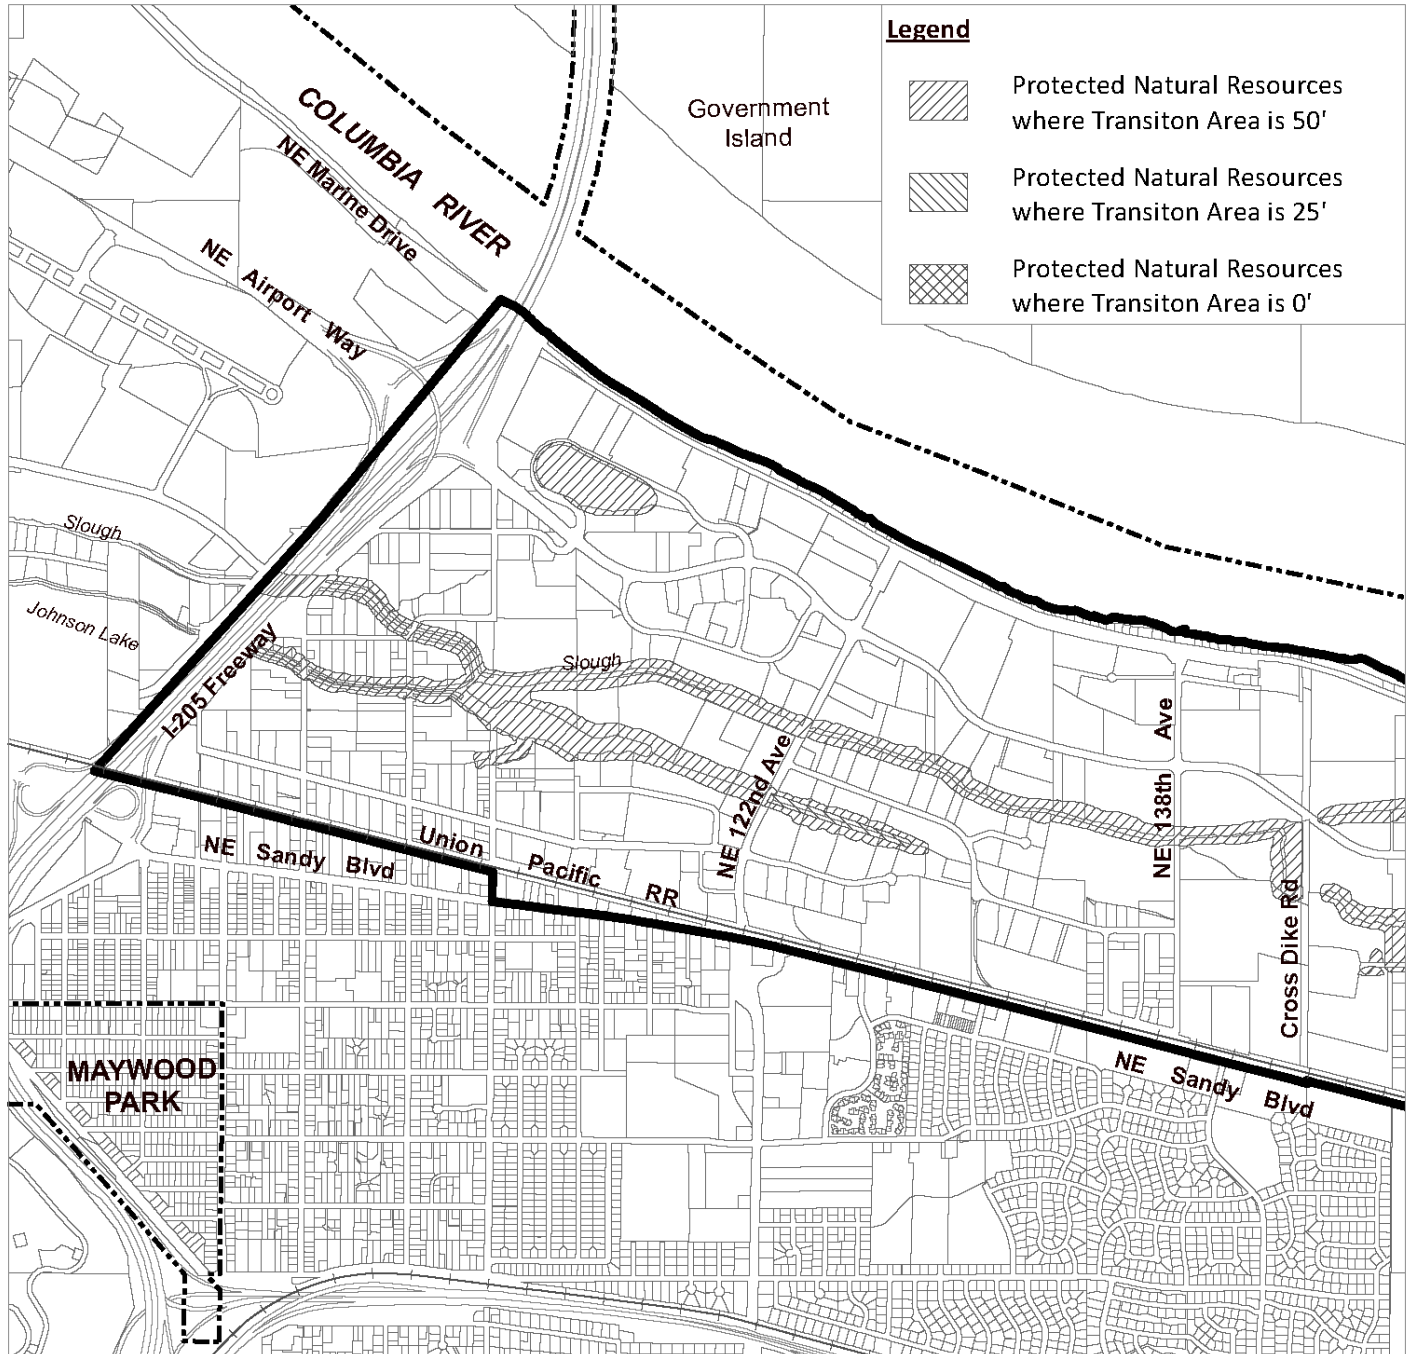 Legend
Protected Natural Resources
where Transiton Area is 50'
Protected Natural Resources
where Transiton Area is 25'
Protected Natural Resources
where Transiton Area is 0'
Government
Island
COLUMBIA RIVER
NE Marine Drive
NE Airport Way
Slough
Johnson Lake
I-205 Freeway
Slough
NE 122nd Ave
NE 138th Ave
Cross Dike Rd
NE Sandy Blvd
Union Pacific RR
MAYWOOD
PARK
NE Sandy Blvd